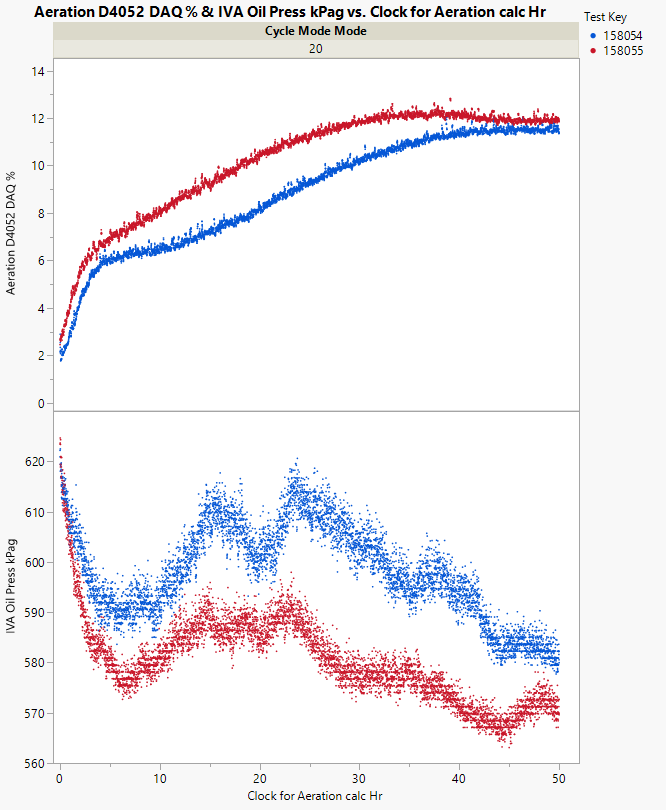 Aeration D4052 DAQ % & IVA Oil Press kPag vs. Clock for Aeration calc Hr
Test Key
158054
158055
Cycle Mode Mode
20
14
12
10
8
6
4
2
0
Aeration D4052 DAQ %
620
610
600
590
580
570
560
IVA Oil Press kPag
0 10 20 30 40 50
Clock for Aeration calc Hr